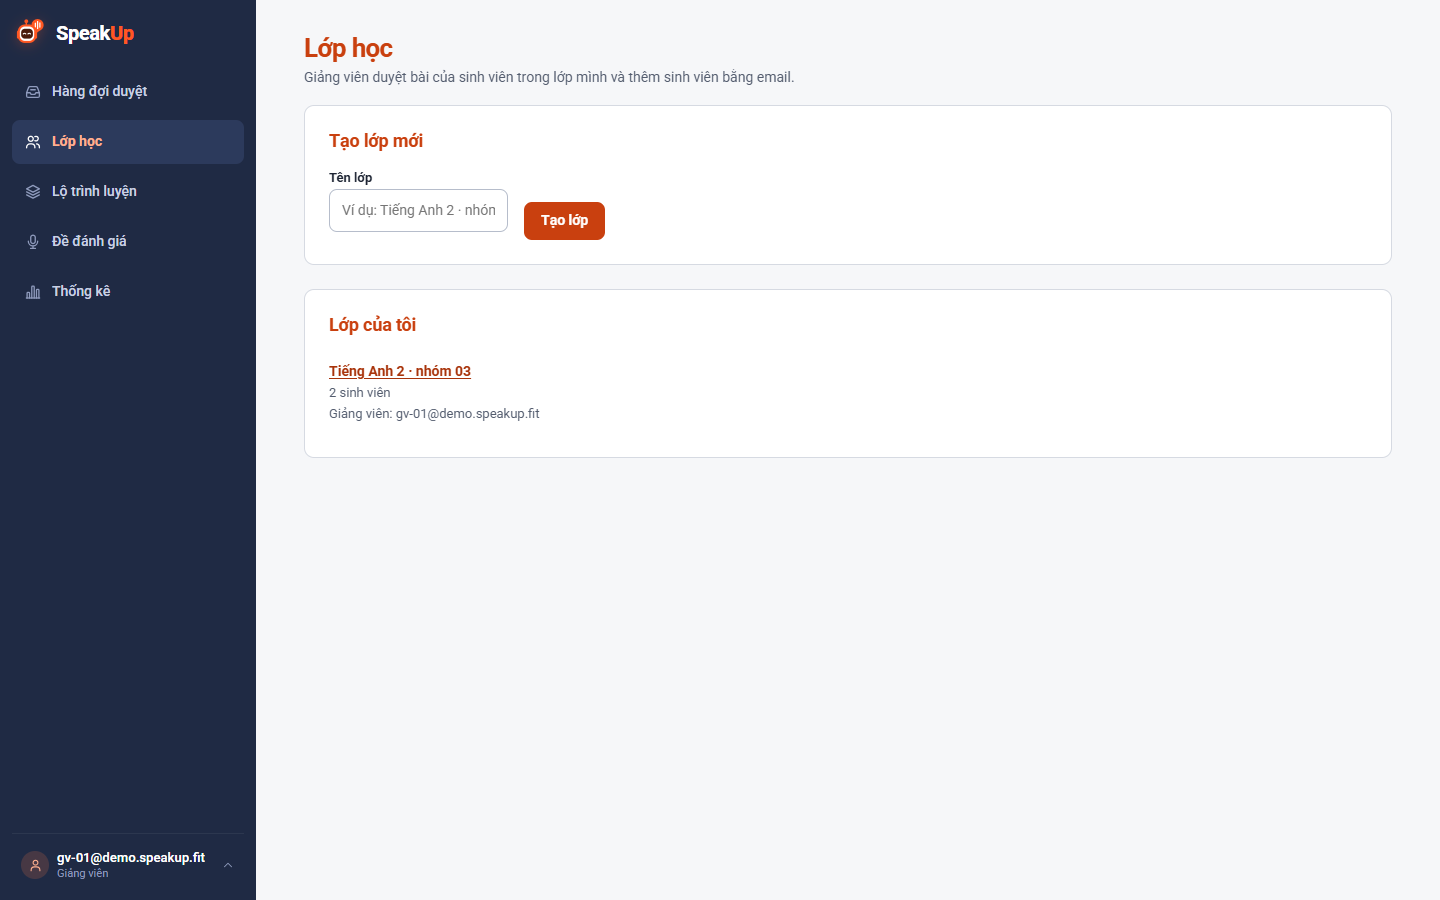 SpeakUp
Hàng đợi duyệt
Lớp học
Lộ trình luyện
Đề đánh giá
Thống kê
gv-01@demo.speakup.fit
Giảng viên
Lớp học
Giảng viên duyệt bài của sinh viên trong lớp mình và thêm sinh viên bằng email.
Tạo lớp mới
Tên lớp
Ví dụ: Tiếng Anh 2 · nhón
Tạo lớp
Lớp của tôi
Tiếng Anh 2 · nhóm 03
2 sinh viên
Giảng viên: gv-01@demo.speakup.fit